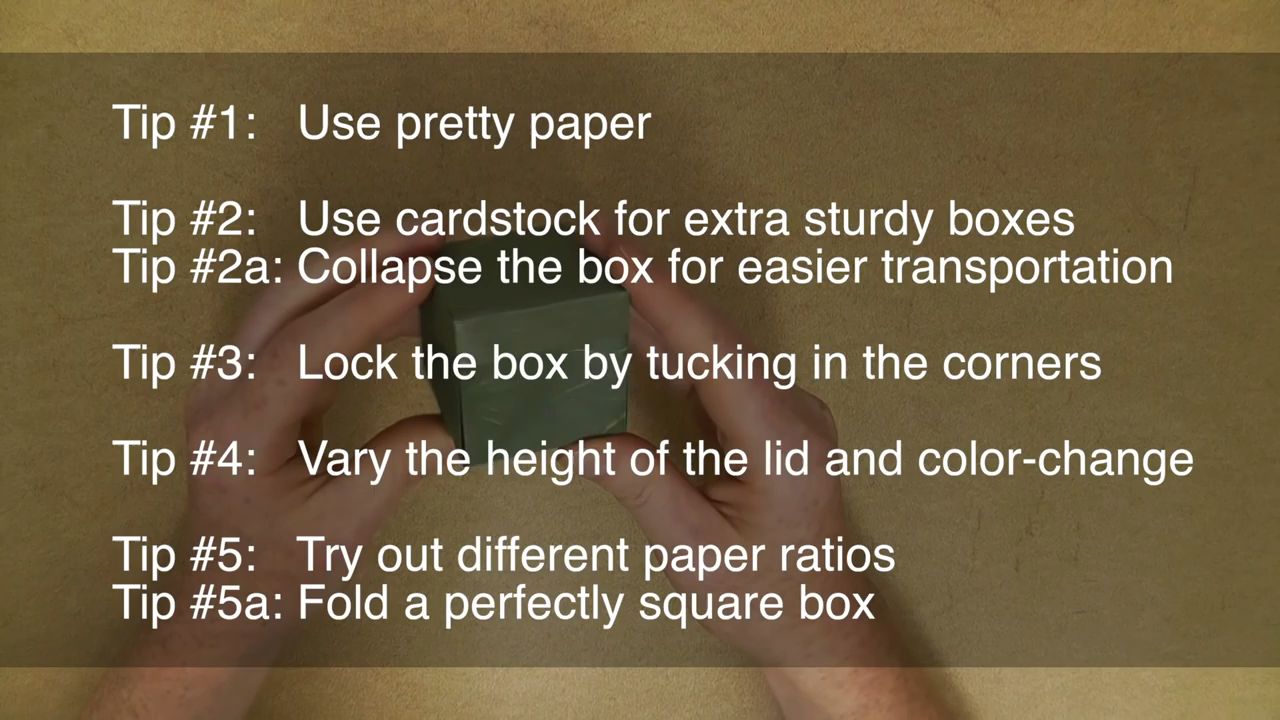 Tip #1: Use pretty paper
Tip #2: Use cardstock for extra sturdy boxes
Tip #2a: Collapse the box for easier transportation
Tip #3: Lock the box by tucking in the corners
Tip #4: Vary the height of the lid and color-change
Tip #5: Try out different paper ratios
Tip #5a: Fold a perfectly square box